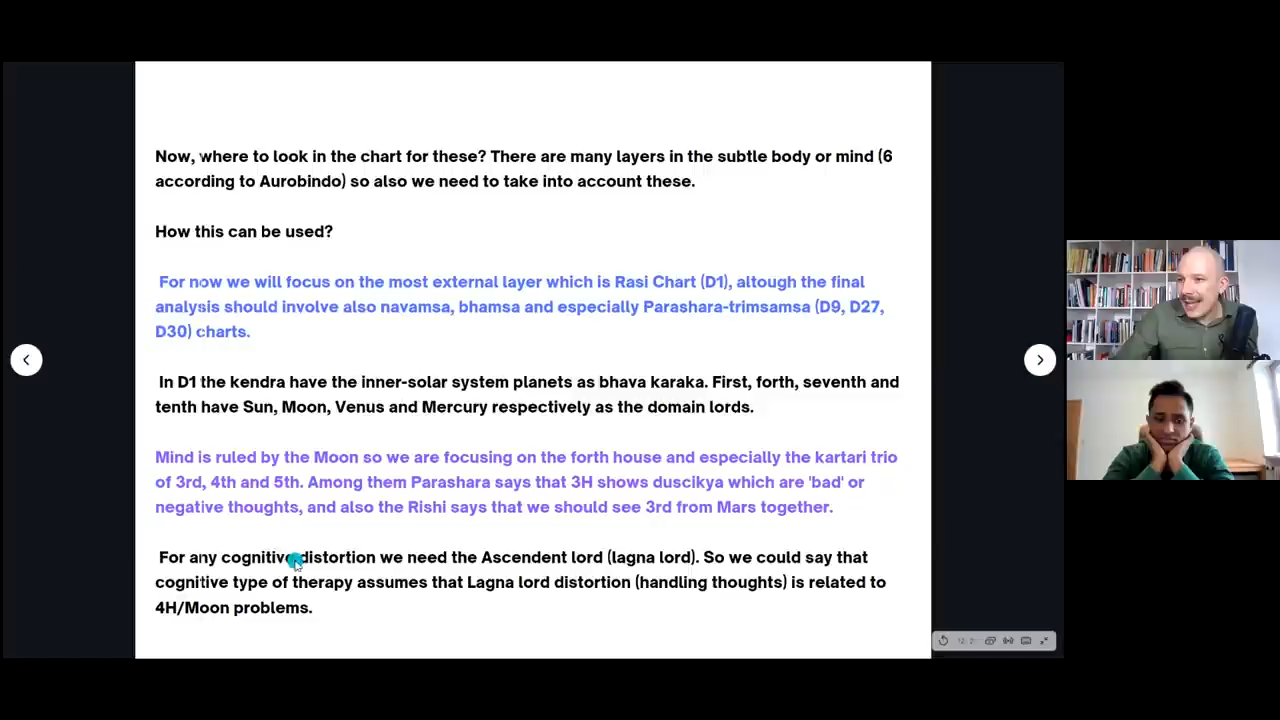 Now, where to look in the chart for these? There are many layers in the subtle body or mind (6
according to Aurobindo) so also we need to take into account these.
How this can be used?
For now we will focus on the most external layer which is Rasi Chart (D1), altough the final
analysis should involve also navamsa, bhamsa and especially Parashara-trimsamsa (D9, D27,
D30) charts.
In D1 the kendra have the inner-solar system planets as bhava karaka. First, forth, seventh and
tenth have Sun, Moon, Venus and Mercury respectively as the domain lords.
Mind is ruled by the Moon so we are focusing on the forth house and especially the kartari trio
of 3rd, 4th and 5th. Among them Parashara says that 3H shows duscikya which are 'bad' or
negative thoughts, and also the Rishi says that we should see 3rd from Mars together.
For any cognitive distortion we need the Ascendent lord (lagna lord). So we could say that
cognitive type of therapy assumes that Lagna lord distortion (handling thoughts) is related to
4H/Moon problems.